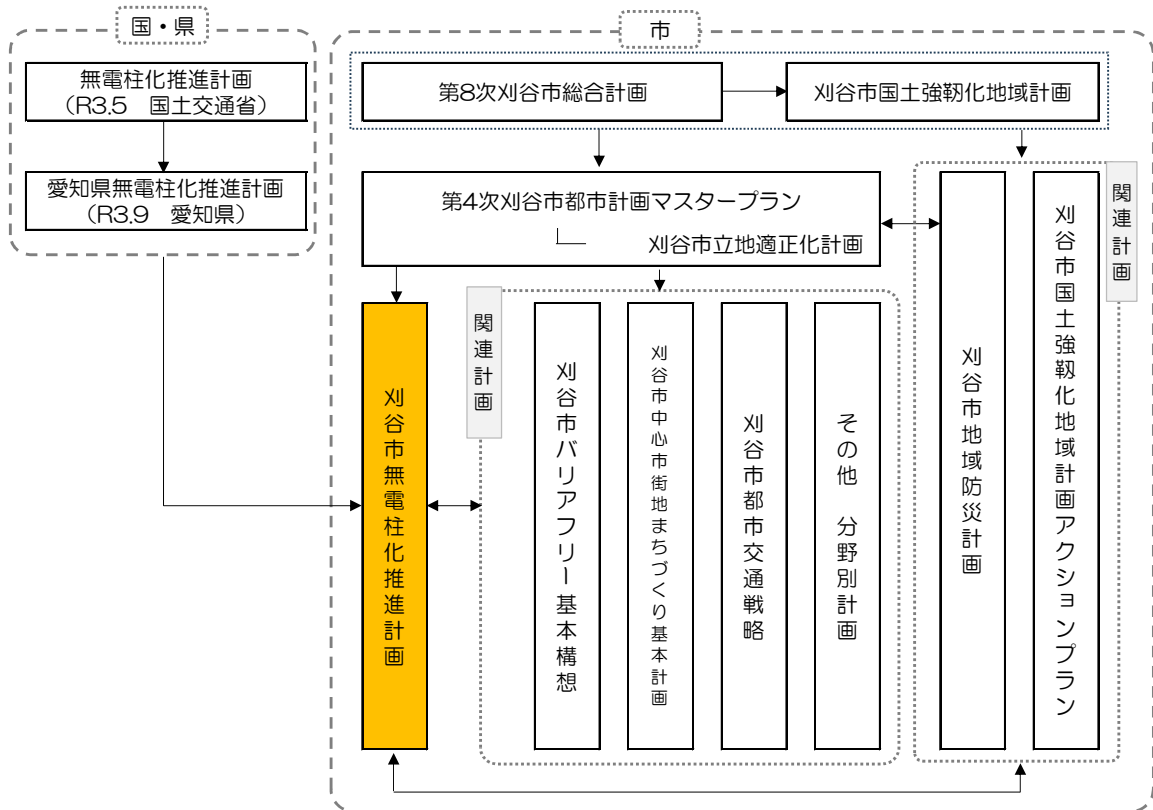 国・県
無電柱化推進計画
（R3.5　国土交通省）
愛知県無電柱化推進計画
（R3.9　愛知県）
市
第8次刈谷市総合計画
刈谷市国土強靱化地域計画
第4次刈谷市都市計画マスタープラン
刈谷市立地適正化計画
刈谷市無電柱化推進計画
関連計画
刈谷市バリアフリー基本構想
刈谷市中心市街地まちづくり基本計画
刈谷市都市交通戦略
その他　分野別計画
関連計画
刈谷市地域防災計画
刈谷市国土強靱化地域計画アクションプラン